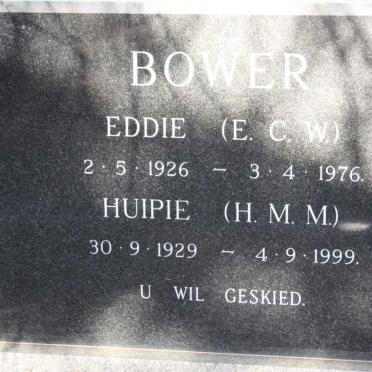 BOWER
EDDIE (E. C. W.)
2·5·1926 ~ 3·4·1976.
HUIPIE (H. M. M.)
30·9·1929 ~ 4·9·1999.
U WIL GESKIED.